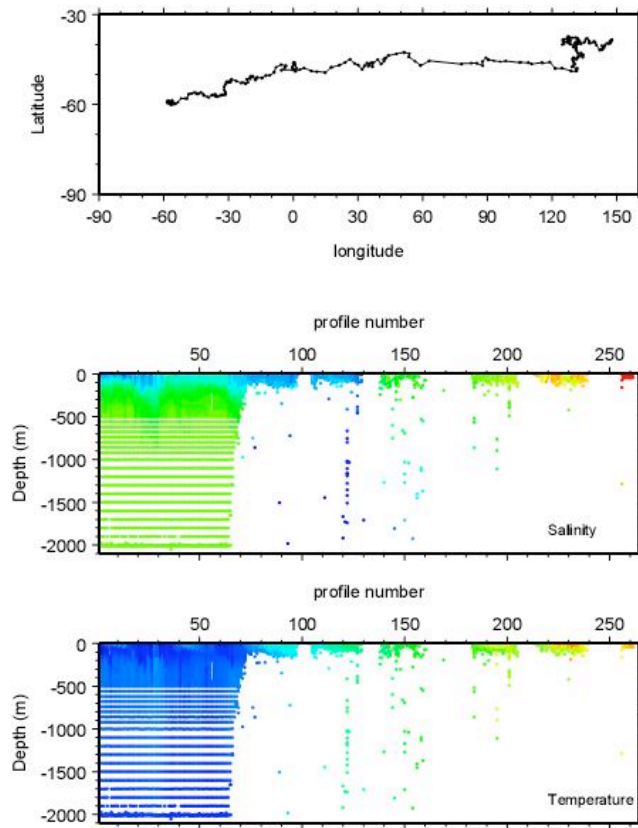 -30
-60
-90
Latitude
-90 -60 -30 0 30 60 90 120 150
longitude
profile number
50 100 150 200 250
0
-500
-1000
-1500
-2000
Depth (m)
Salinity
profile number
50 100 150 200 250
0
-500
-1000
-1500
-2000
Depth (m)
Temperature